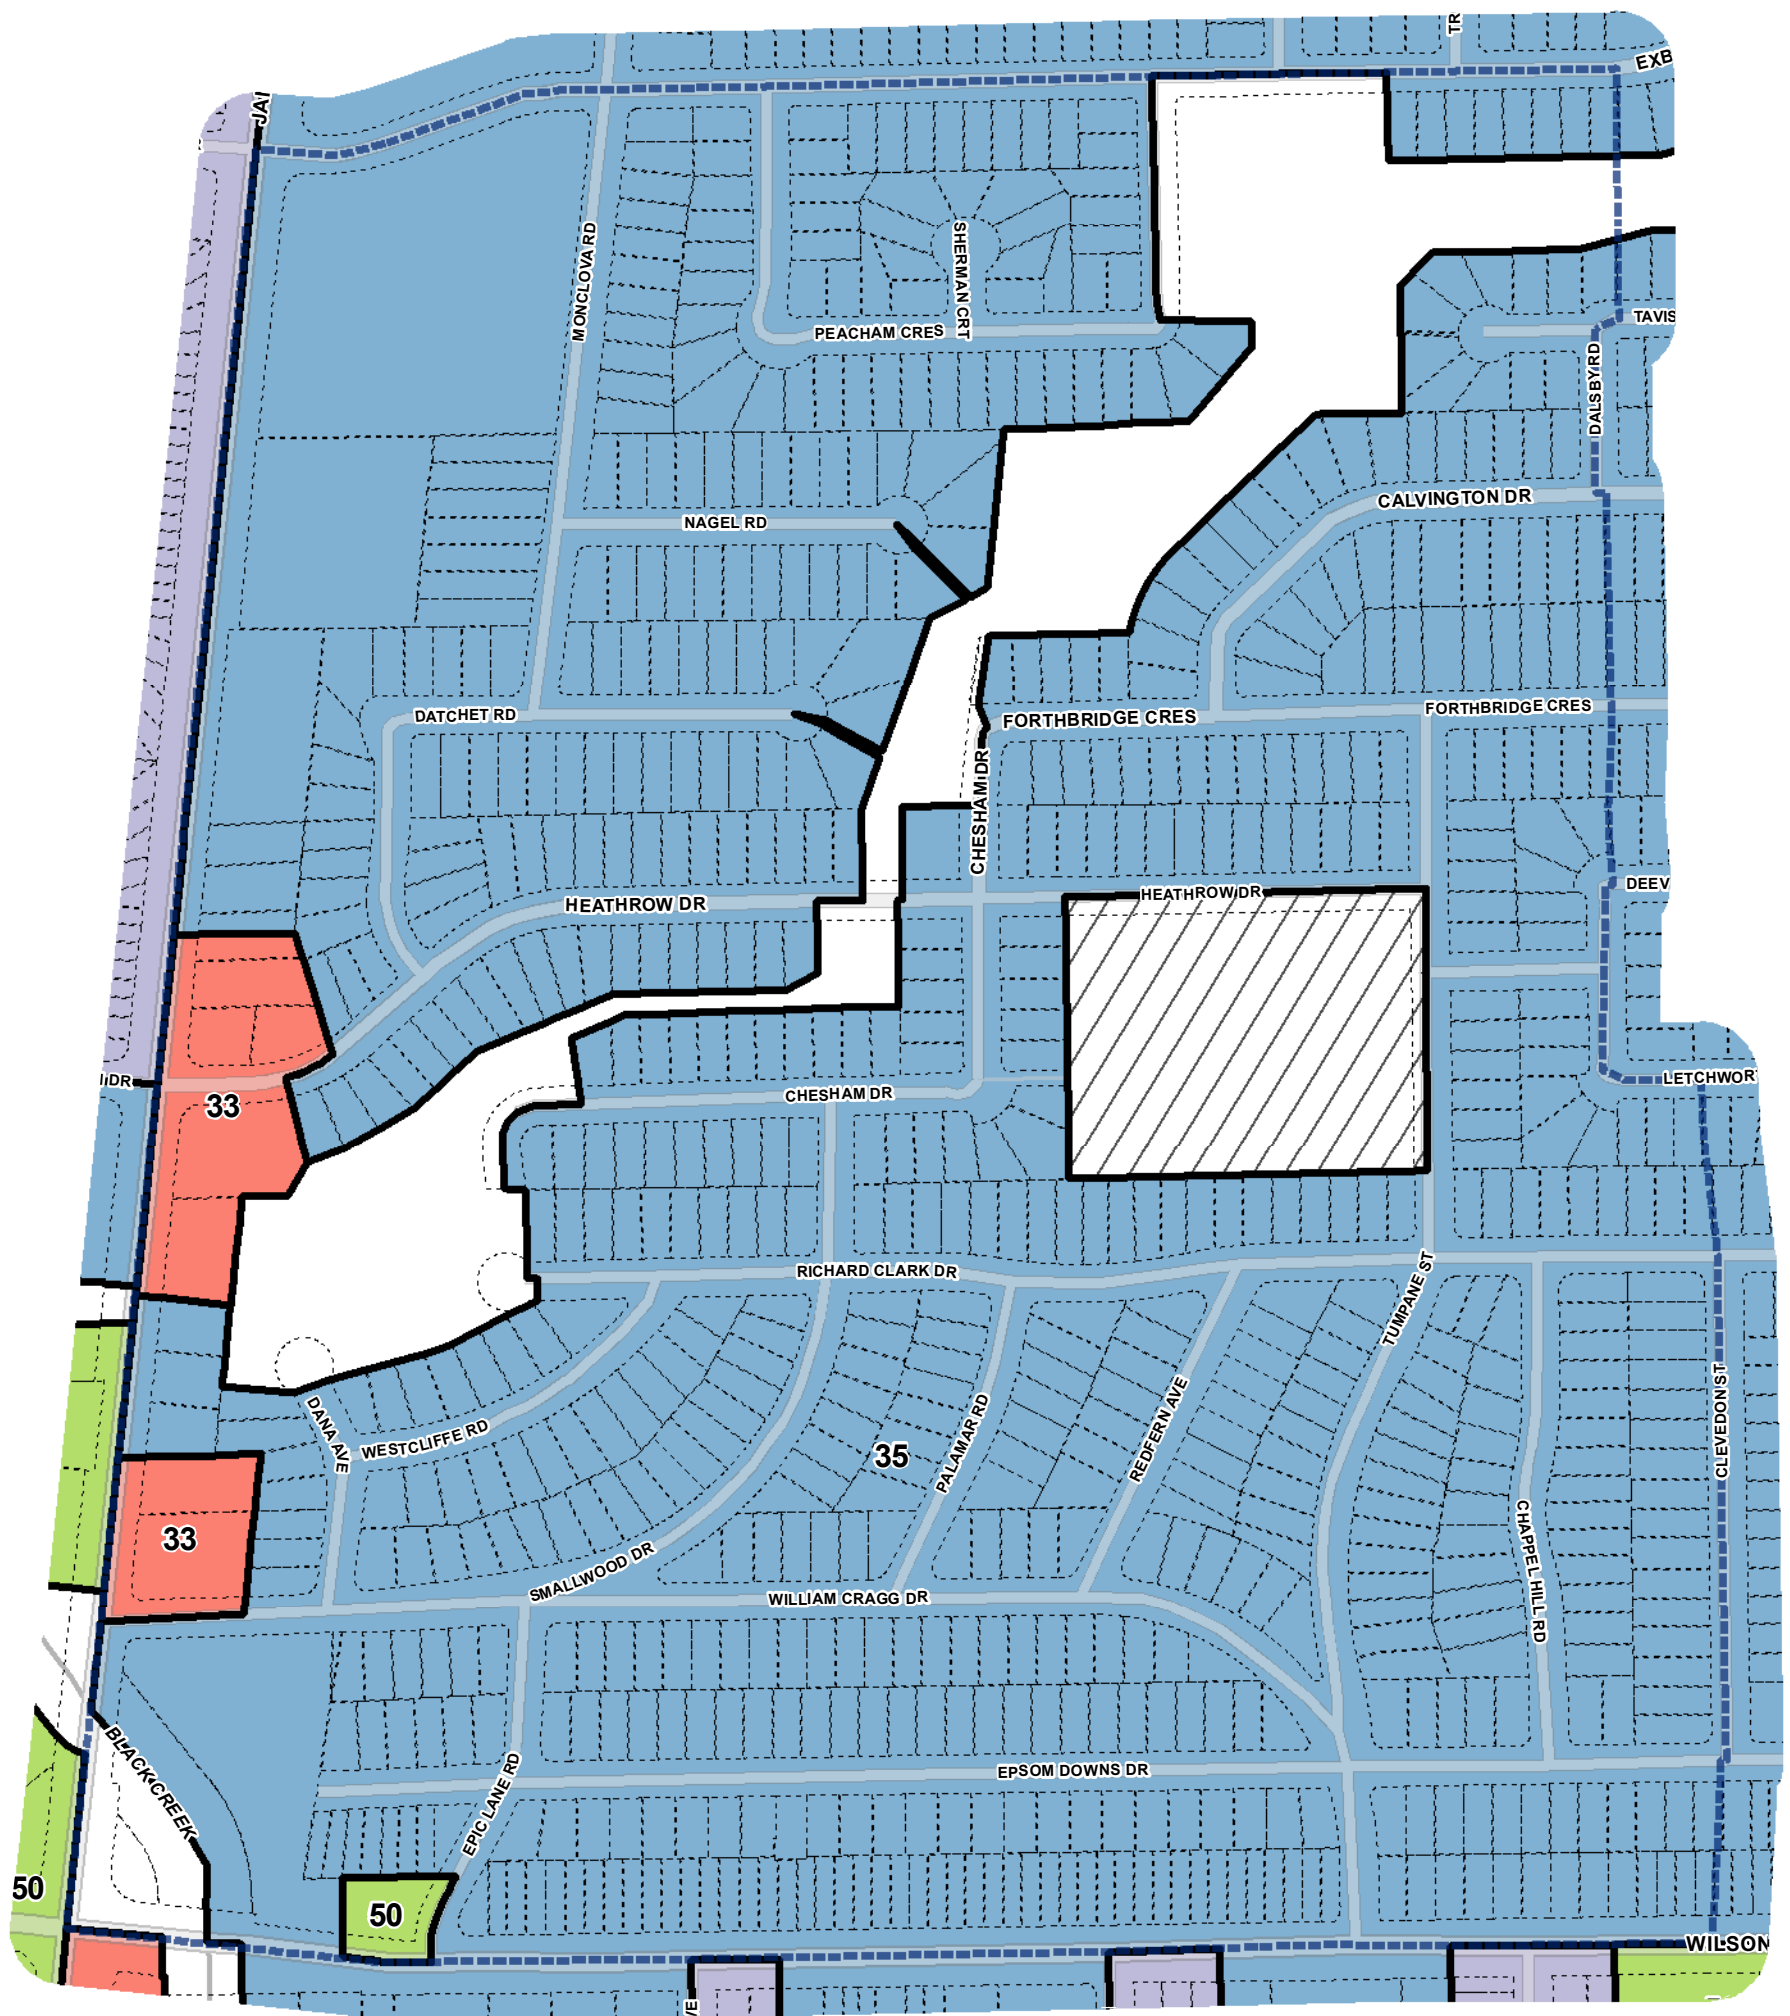 TR
EXB
JA
MONCLOVA RD
SHERMAN CRT
PEACHAM CRES
TAVIS
DALSBY RD
CALVINGTON DR
NAGEL RD
DATCHET RD
FORTHBRIDGE CRES
FORTHBRIDGE CRES
CHESHAM DR
DEEV
HEATHROW DR
HEATHROW DR
I DR
33
CHESHAM DR
LETCHWOR
RICHARD CLARK DR
TUMPANE ST
DANA AVE
WESTCLIFFE RD
35
PALAMAR RD
REDFERN AVE
CLEVEDON ST
33
CHAPPEL HILL RD
SMALLWOOD DR
WILLIAM CRAGG DR
BLACK CREEK
EPSOM DOWNS DR
EPIC LANE RD
50
50
WILSON
VE